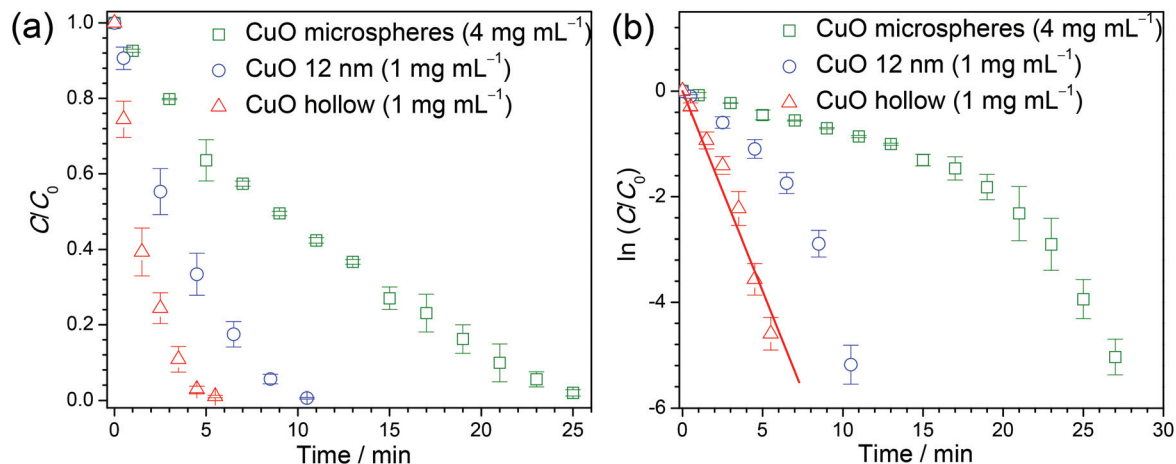 (a)
CuO microspheres (4 mg mL⁻¹)
CuO 12 nm (1 mg mL⁻¹)
CuO hollow (1 mg mL⁻¹)
1.0
0.8
0.6
0.4
0.2
0.0
C/C₀
0 5 10 15 20 25
Time / min
(b)
CuO microspheres (4 mg mL⁻¹)
CuO 12 nm (1 mg mL⁻¹)
CuO hollow (1 mg mL⁻¹)
0
-2
-4
-6
ln (C/C₀)
0 5 10 15 20 25 30
Time / min